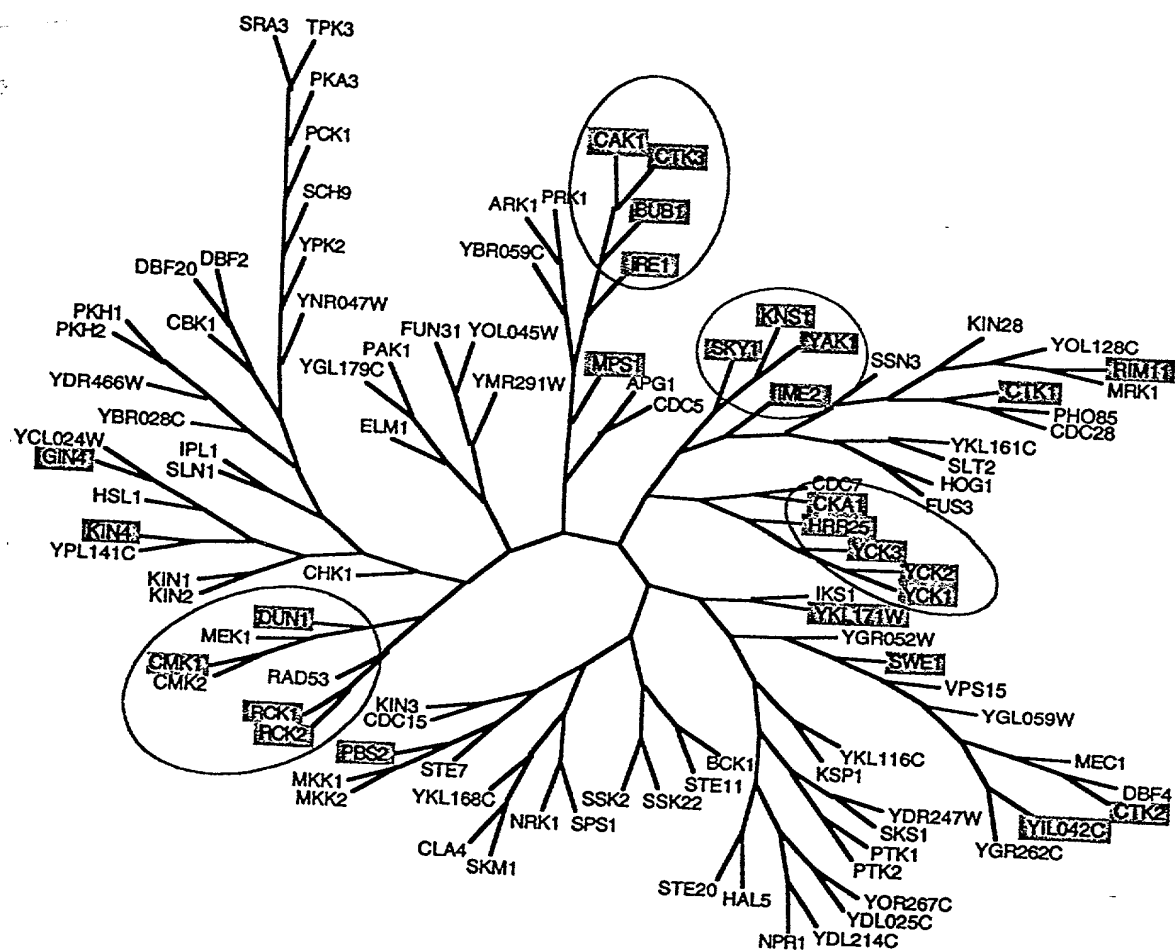 SRA3
TPK3
PKA3
PCK1
SCH9
YPK2
YNR047W
DBF20
DBF2
CBK1
PKH1
PKH2
YDR466W
YBR028C
YCL024W
GIN4
IPL1
SLN1
HSL1
KIN4
YPL141C
KIN1
KIN2
CHK1
CAK1
CTK3
BUB1
IRE1
ARK1
PRK1
YBR059C
FUN31
YOL045W
PAK1
YGL179C
YMR291W
ELM1
MPS1
APG1
CDC5
KNS1
SKY1
YAK1
IME2
SSN3
KIN28
YOL128C
RIM11
MRK1
CTK1
PHO85
CDC28
YKL161C
SLT2
HOG1
FUS3
CDC7
CKA1
HRR25
YCK3
YCK2
YCK1
IKS1
YKL171W
YGR052W
SWE1
VPS15
YGL059W
MEC1
DBF4
CTK2
YIL042C
YGR262C
DUN1
MEK1
CMK1
CMK2
RAD53
RCK1
RCK2
KIN3
CDC15
PBS2
MKK1
MKK2
STE7
YKL168C
CLA4
SKM1
NRK1
SPS1
SSK2
SSK22
STE11
BCK1
YKL116C
KSP1
YDR247W
SKS1
PTK1
PTK2
STE20
HAL5
YOR267C
YDL025C
YDL214C
NPR1